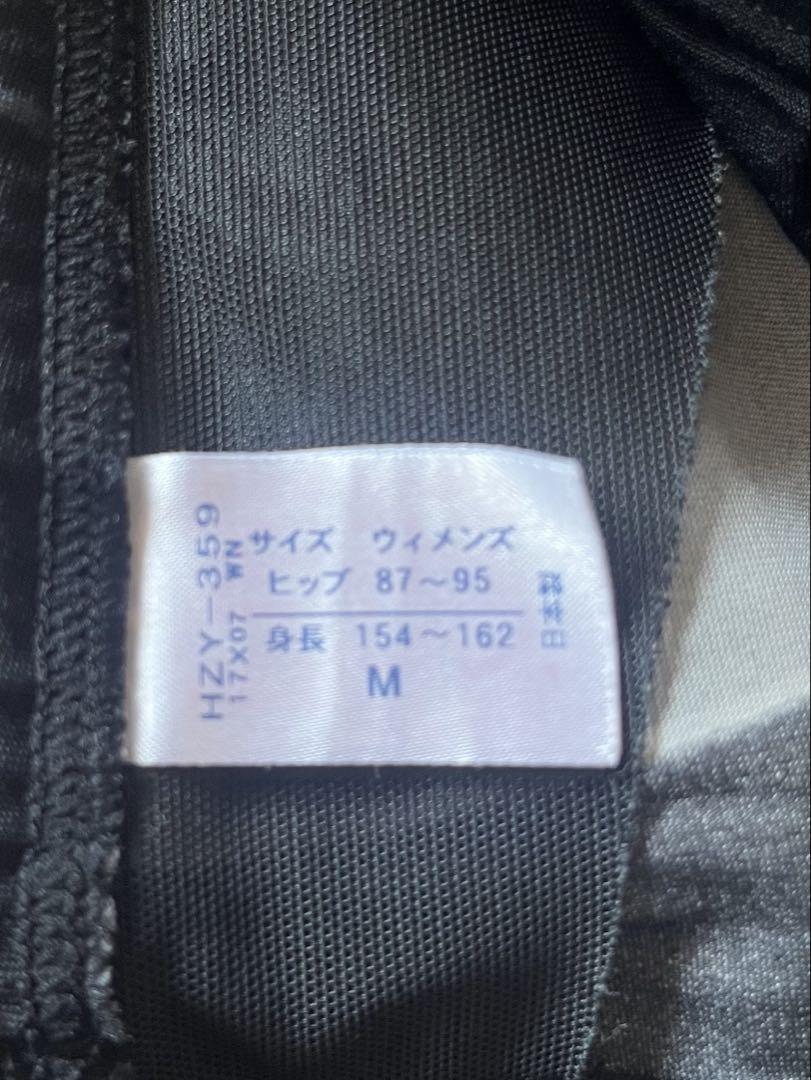 HZY-359
17X07 WN
サイズ ウィメンズ
ヒップ 87～95
身長 154～162
M
日本製